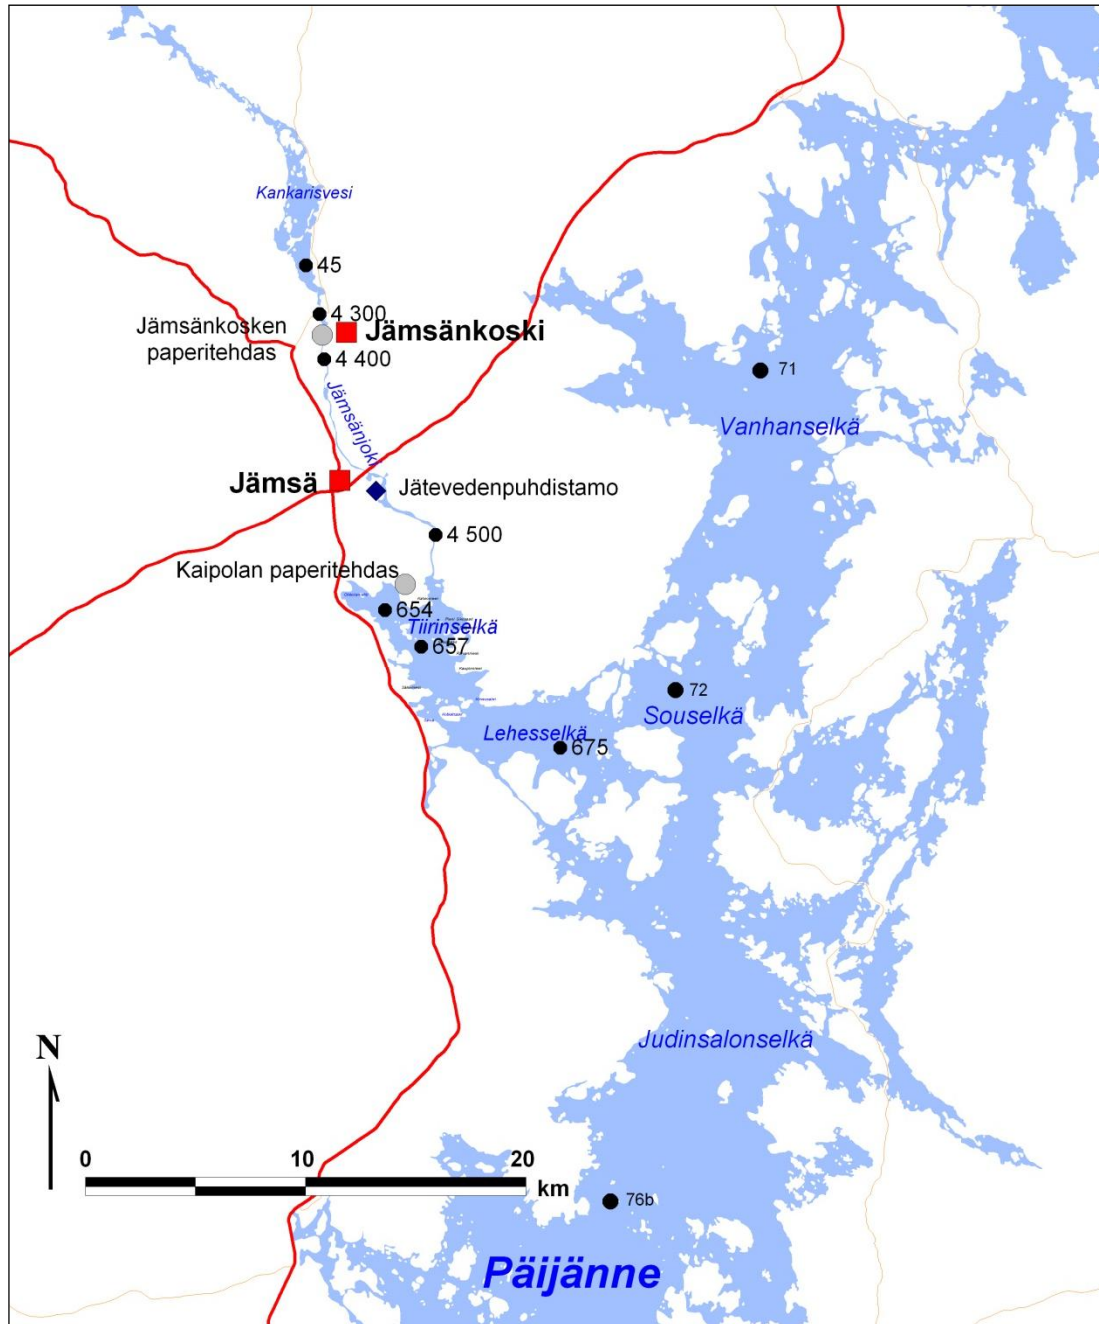 Kankarisvesi
45
4 300
Jämsänkosken
paperitehdas
Jämsänkoski
4 400
71
Jämsänjoki
Vanhanselkä
Jämsä
Jätevedenpuhdistamo
4 500
Kaipolan paperitehdas
654
Tiirinselkä
657
72
Souselkä
Lehesselkä
675
Judinsalonselkä
N
0 10 20
km
76b
Päijänne